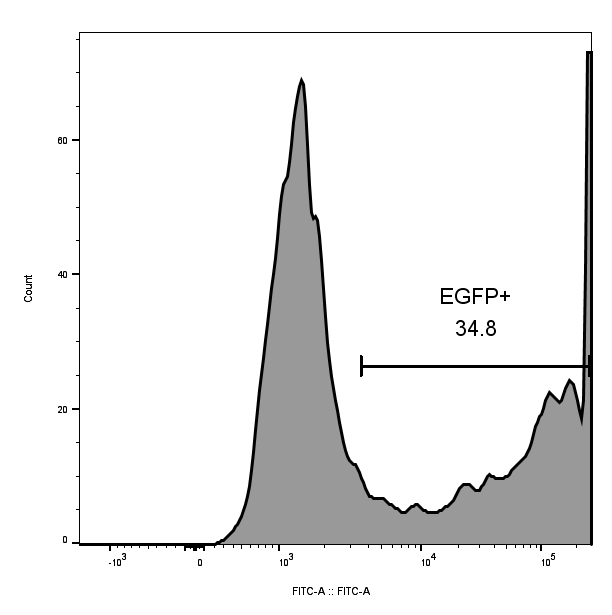 60
Count
40
EGFP+
34.8
20
0
-10³ 0 10³ 10⁴ 10⁵
FITC-A :: FITC-A